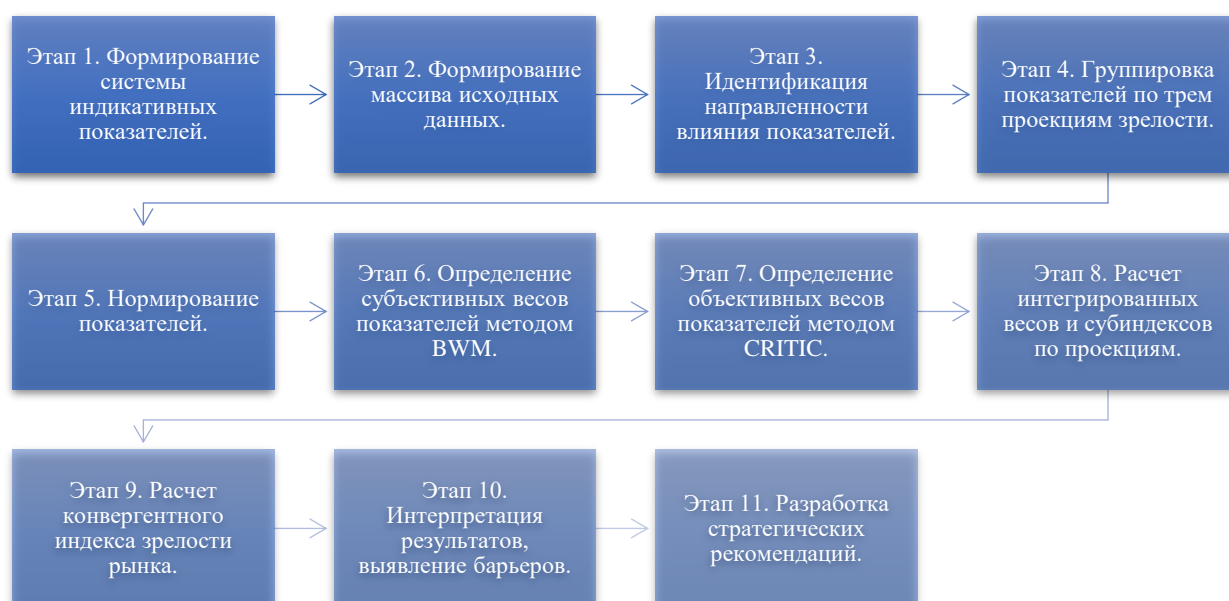 Этап 1. Формирование
системы
индикативных
показателей.
Этап 2. Формирование
массива исходных
данных.
Этап 3.
Идентификация
направленности
влияния показателей.
Этап 4. Группировка
показателей по трем
проекциям зрелости.
Этап 5. Нормирование
показателей.
Этап 6. Определение
субъективных весов
показателей методом
BWM.
Этап 7. Определение
объективных весов
показателей методом
CRITIC.
Этап 8. Расчет
интегрированных
весов и субиндексов
по проекциям.
Этап 9. Расчет
конвергентного
индекса зрелости
рынка.
Этап 10.
Интерпретация
результатов,
выявление барьеров.
Этап 11. Разработка
стратегических
рекомендаций.